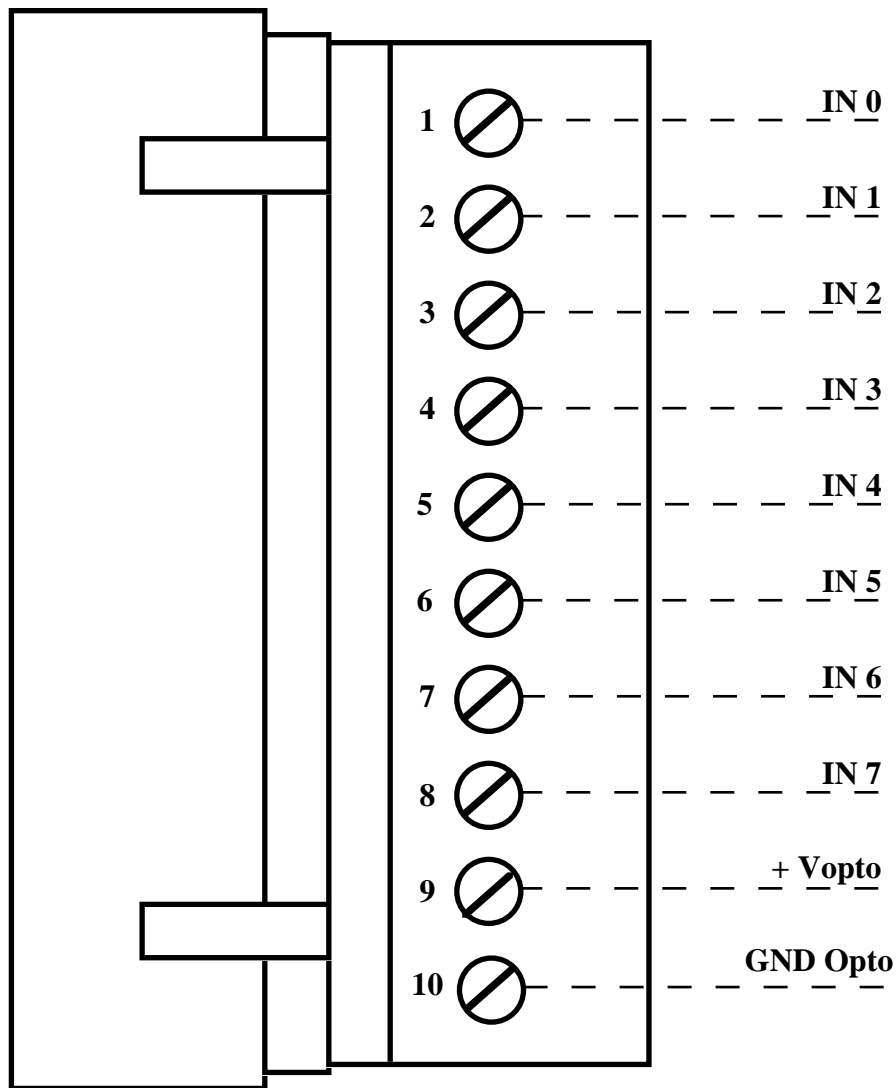 1 IN 0
2 IN 1
3 IN 2
4 IN 3
5 IN 4
6 IN 5
7 IN 6
8 IN 7
9 + Vopto
10 GND Opto